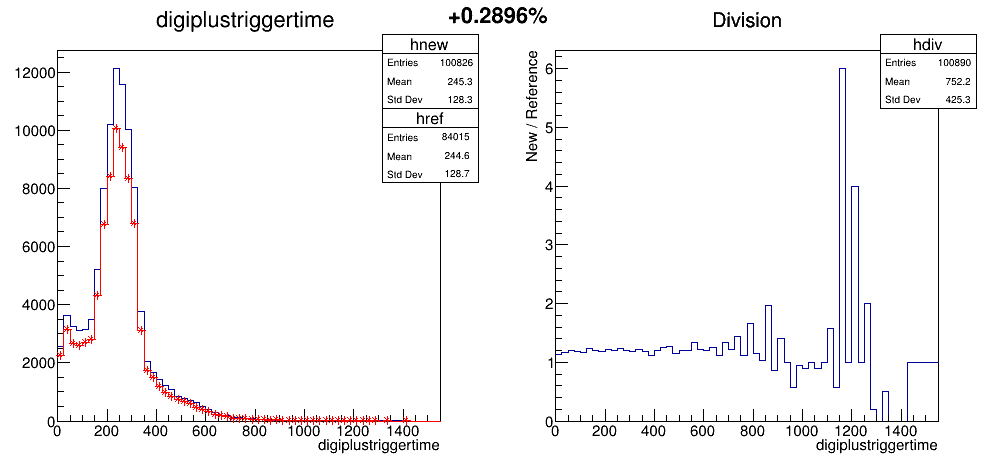 digiplustriggertime
+0.2896%
Division
hnew
Entries 100826
Mean 245.3
Std Dev 128.3
href
Entries 84015
Mean 244.6
Std Dev 128.7
12000
10000
8000
6000
4000
2000
0
0 200 400 600 800 1000 1200 1400
digiplustriggertime
hdiv
Entries 100890
Mean 752.2
Std Dev 425.3
New / Reference
6
5
4
3
2
1
0
0 200 400 600 800 1000 1200 1400
digiplustriggertime